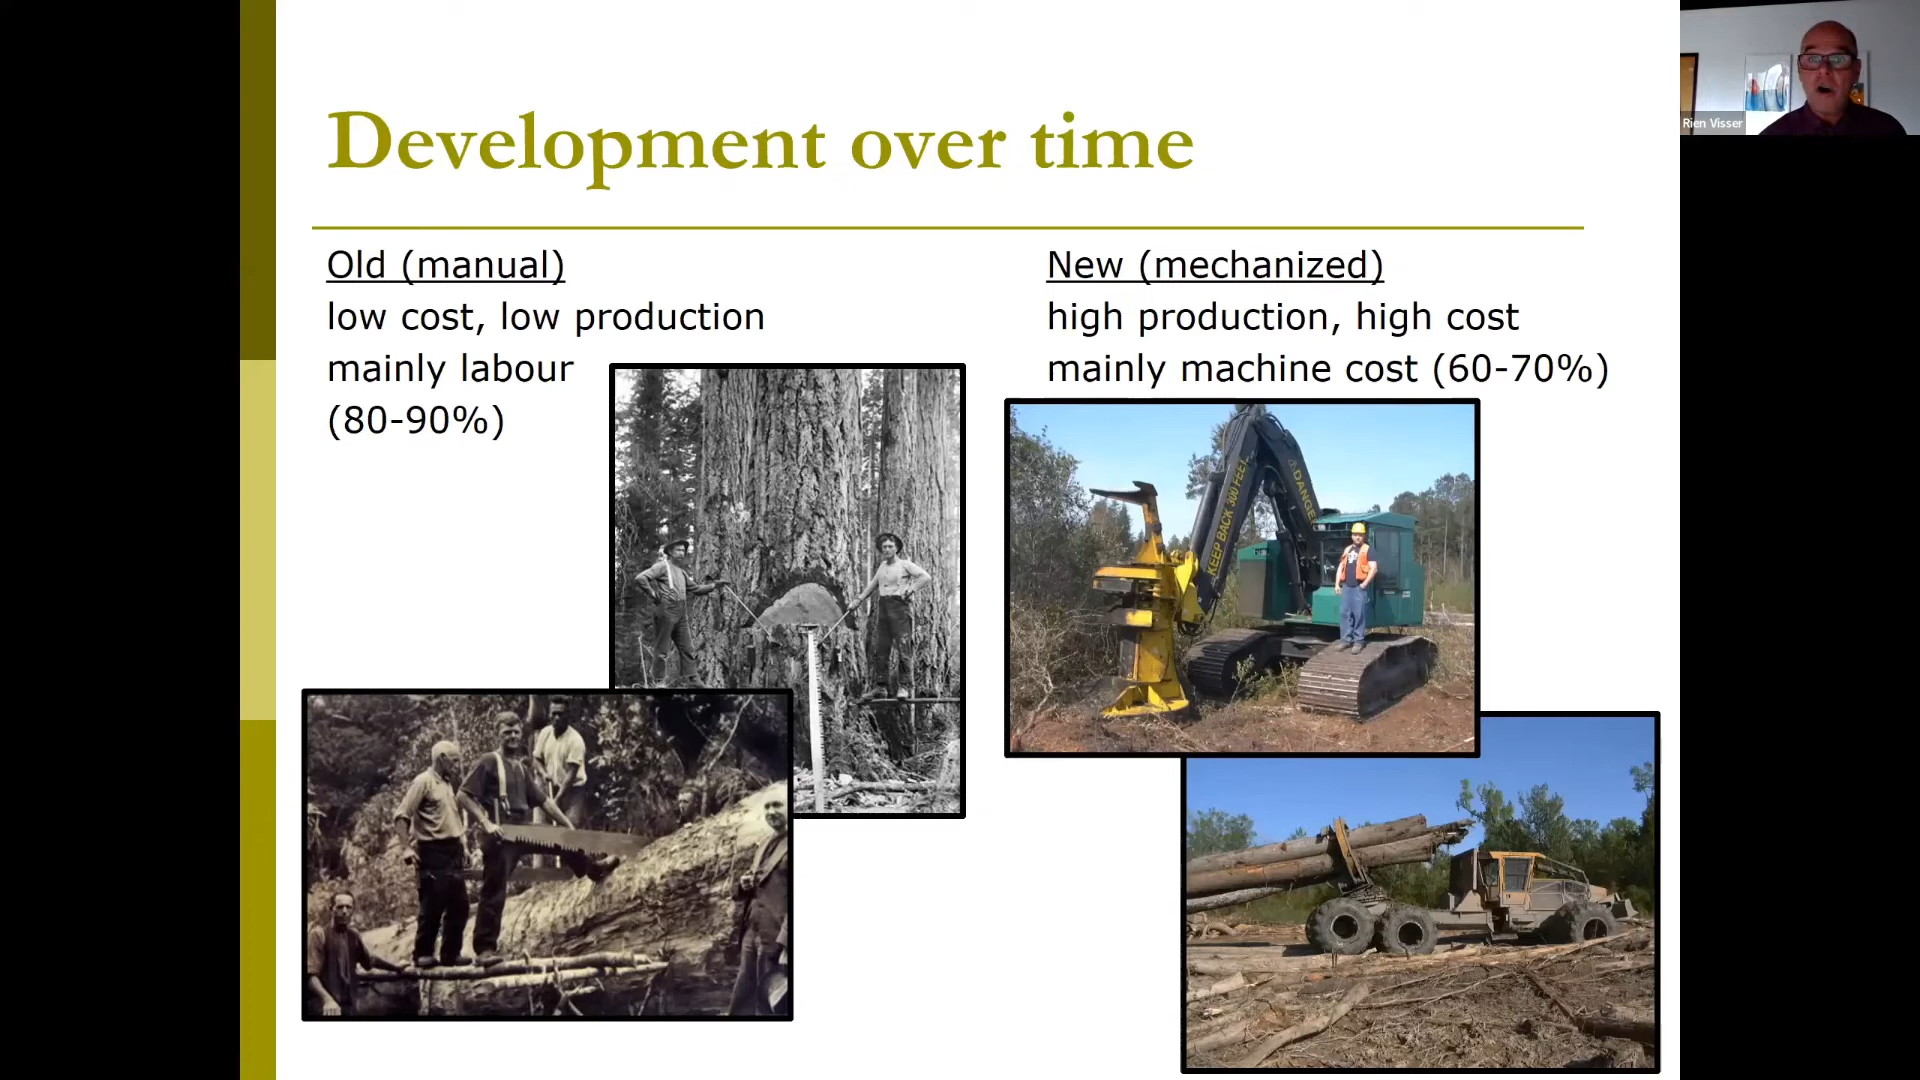 Development over time
Old (manual)
low cost, low production
mainly labour
(80-90%)
New (mechanized)
high production, high cost
mainly machine cost (60-70%)
KEEP BACK 300 FEET
⚠DANGER
Rien Visser